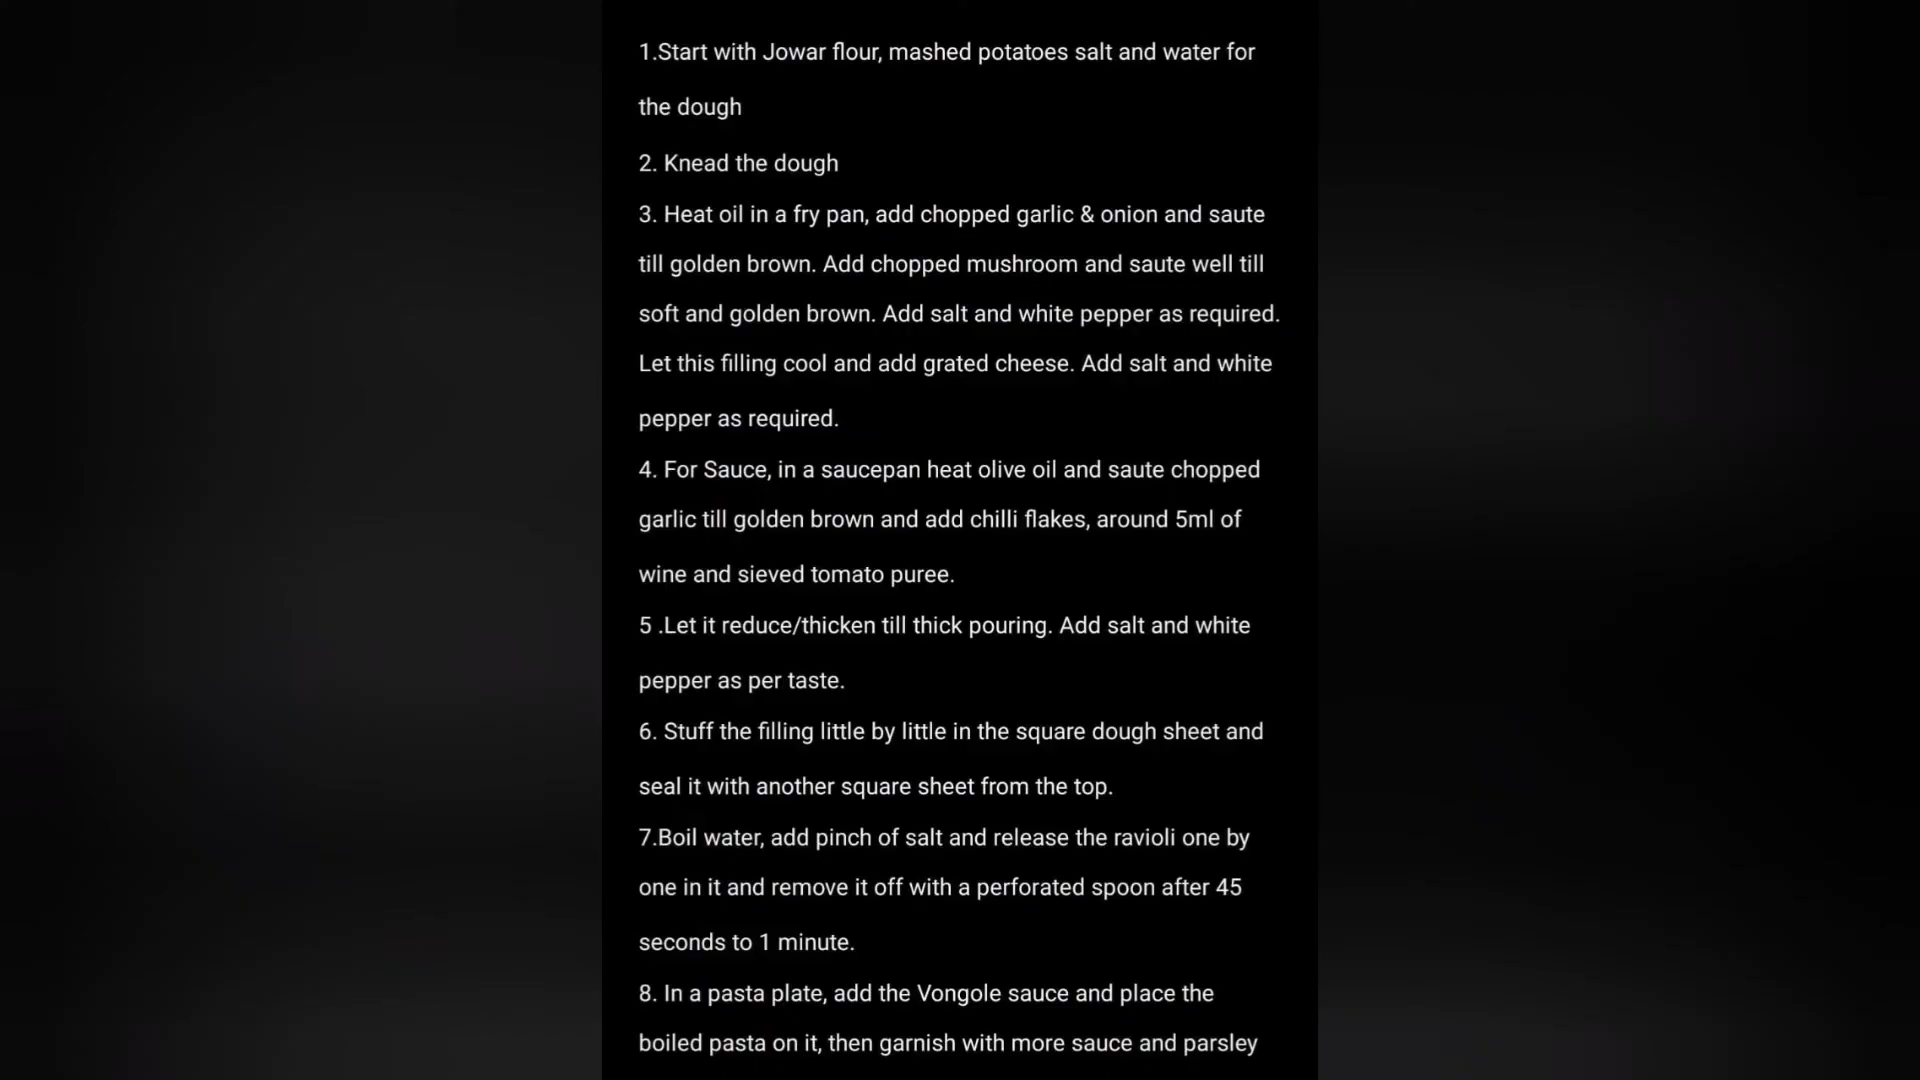 1.Start with Jowar flour, mashed potatoes salt and water for
the dough
2. Knead the dough
3. Heat oil in a fry pan, add chopped garlic & onion and saute
till golden brown. Add chopped mushroom and saute well till
soft and golden brown. Add salt and white pepper as required.
Let this filling cool and add grated cheese. Add salt and white
pepper as required.
4. For Sauce, in a saucepan heat olive oil and saute chopped
garlic till golden brown and add chilli flakes, around 5ml of
wine and sieved tomato puree.
5 .Let it reduce/thicken till thick pouring. Add salt and white
pepper as per taste.
6. Stuff the filling little by little in the square dough sheet and
seal it with another square sheet from the top.
7.Boil water, add pinch of salt and release the ravioli one by
one in it and remove it off with a perforated spoon after 45
seconds to 1 minute.
8. In a pasta plate, add the Vongole sauce and place the
boiled pasta on it, then garnish with more sauce and parsley